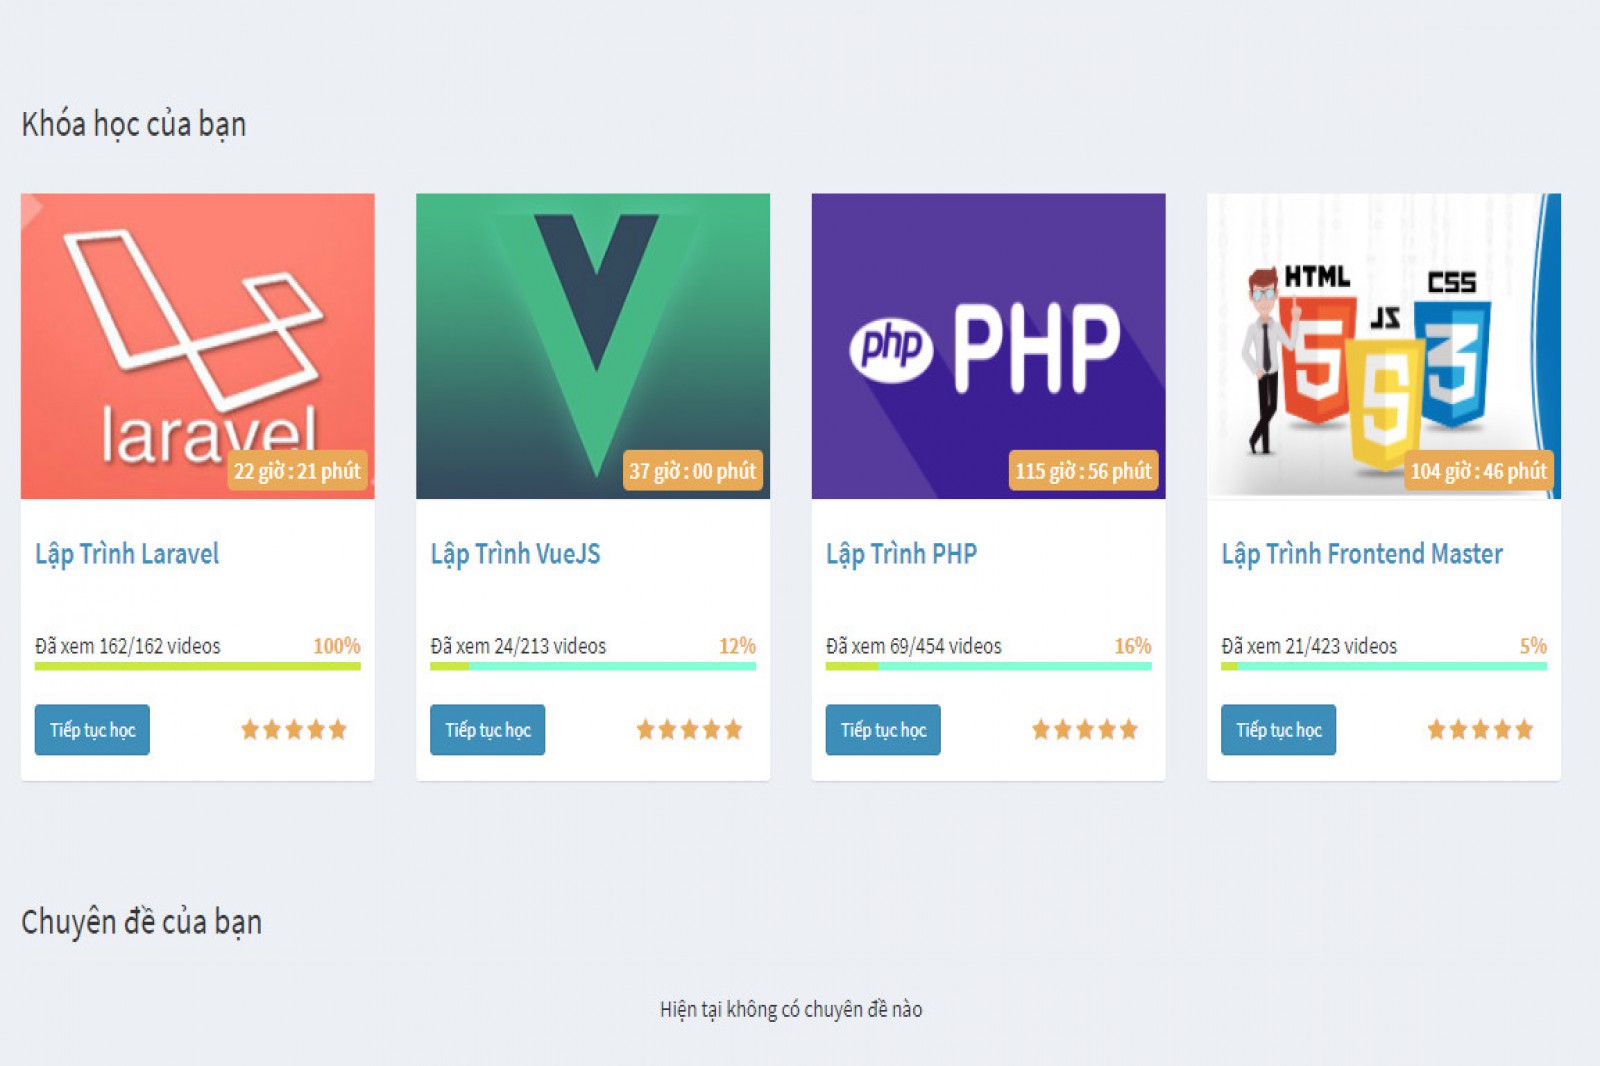 Khóa học của bạn
laravel
22 giờ : 21 phút
37 giờ : 00 phút
php PHP
115 giờ : 56 phút
HTML
CSS
JS
5
3
104 giờ : 46 phút
Lập Trình Laravel
Lập Trình VueJS
Lập Trình PHP
Lập Trình Frontend Master
Đã xem 162/162 videos 100%
Đã xem 24/213 videos 12%
Đã xem 69/454 videos 16%
Đã xem 21/423 videos 5%
Tiếp tục học
Tiếp tục học
Tiếp tục học
Tiếp tục học
Chuyên đề của bạn
Hiện tại không có chuyên đề nào